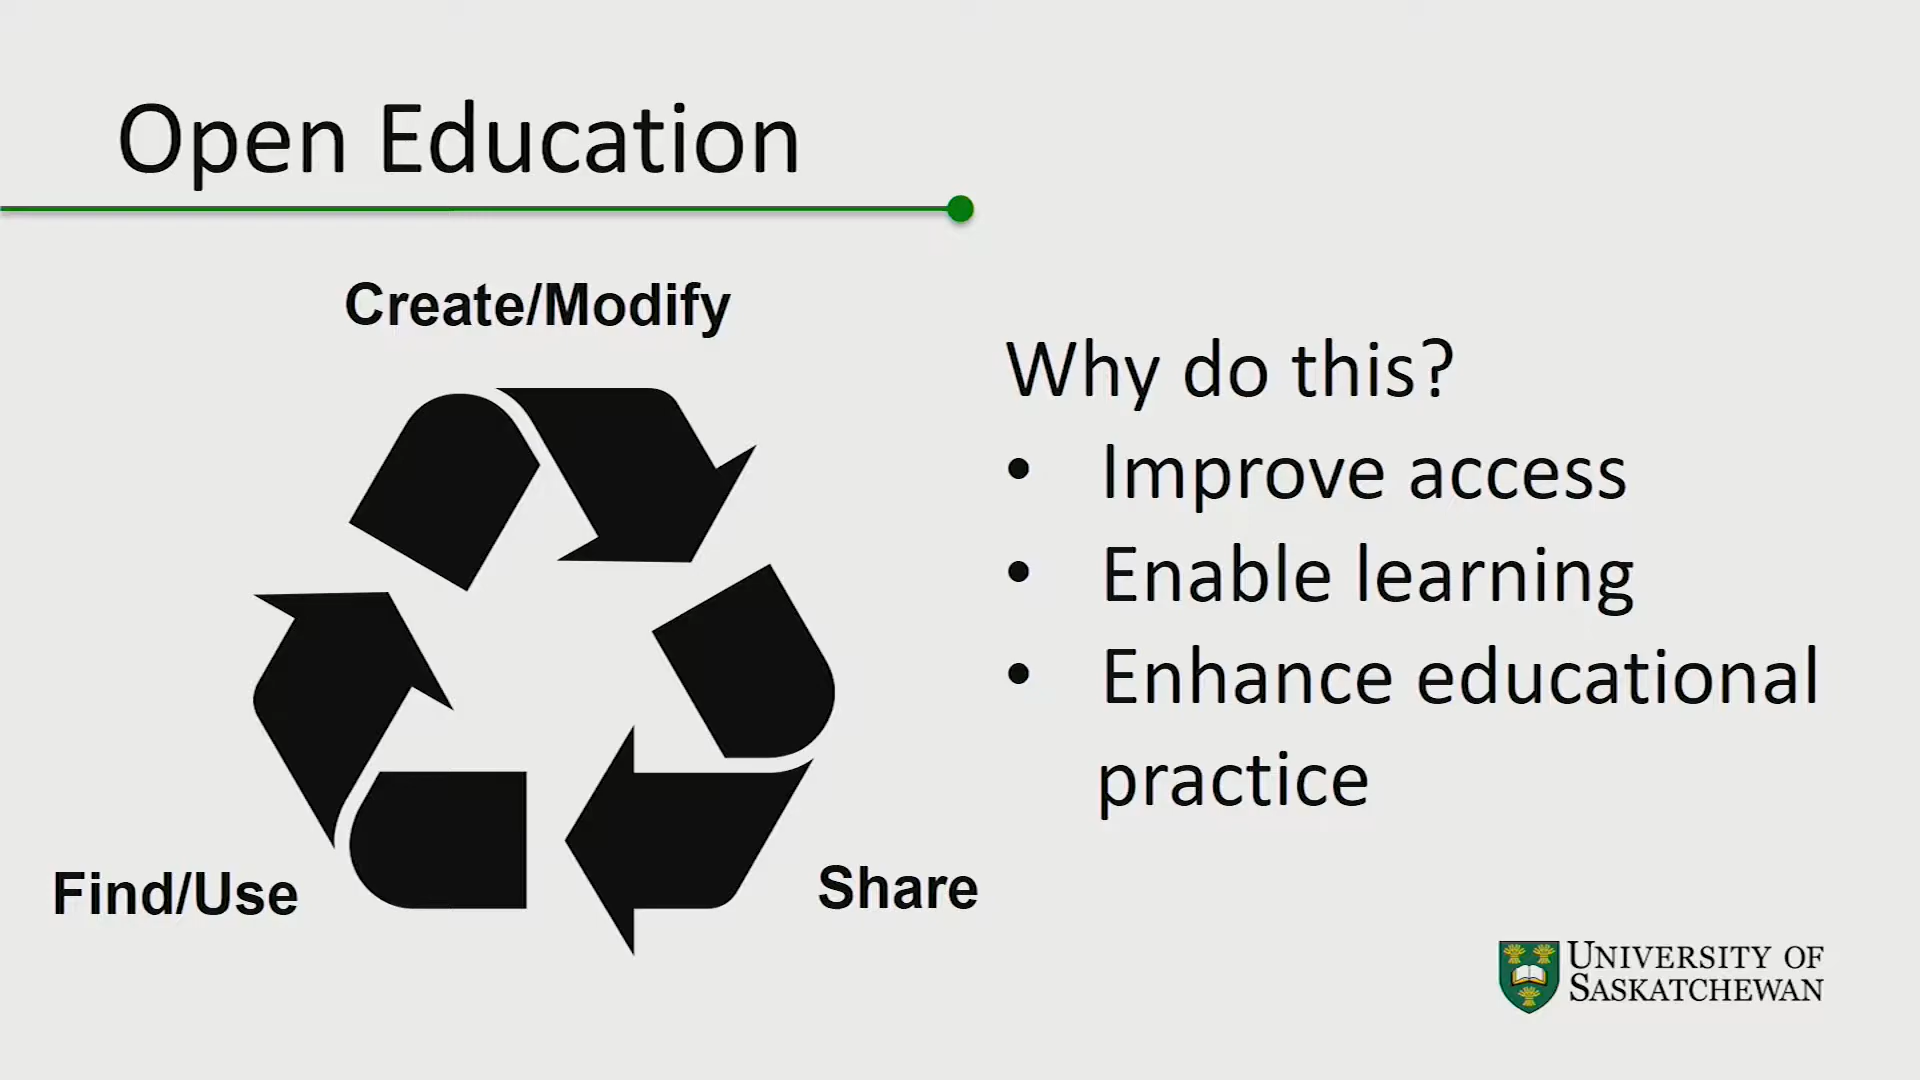 Open Education
Create/Modify
Find/Use
Share
Why do this?
• Improve access
• Enable learning
• Enhance educational
practice
UNIVERSITY OF
SASKATCHEWAN